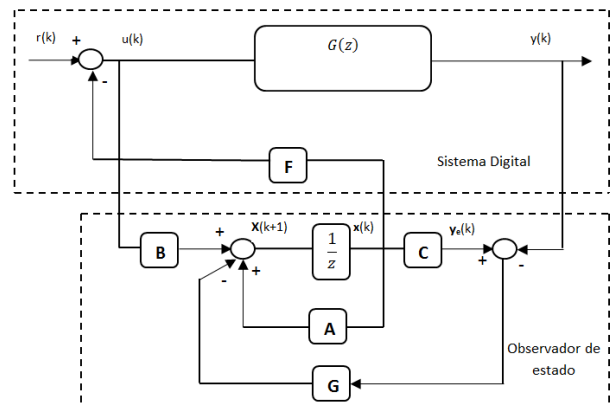 r(k)
+
u(k)
G(z)
y(k)
-
F
Sistema Digital
B
+
X(k+1)
x(k)
1
z
C
yₑ(k)
+
-
-
+
A
G
Observador de
estado